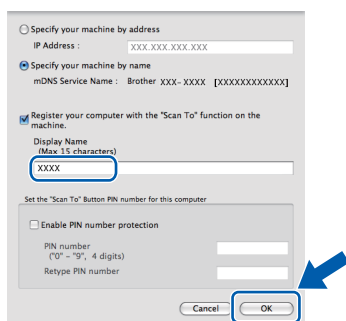 Specify your machine by address
IP Address : XXX.XXX.XXX.XXX
Specify your machine by name
mDNS Service Name : Brother XXX-XXXX [XXXXXXXXXXXX]
Register your computer with the "Scan To" function on the
machine.
Display Name
(Max 15 characters)
XXXX
Set the "Scan To" Button PIN number for this computer
Enable PIN number protection
PIN number
("0" – "9", 4 digits)
Retype PIN number
Cancel OK